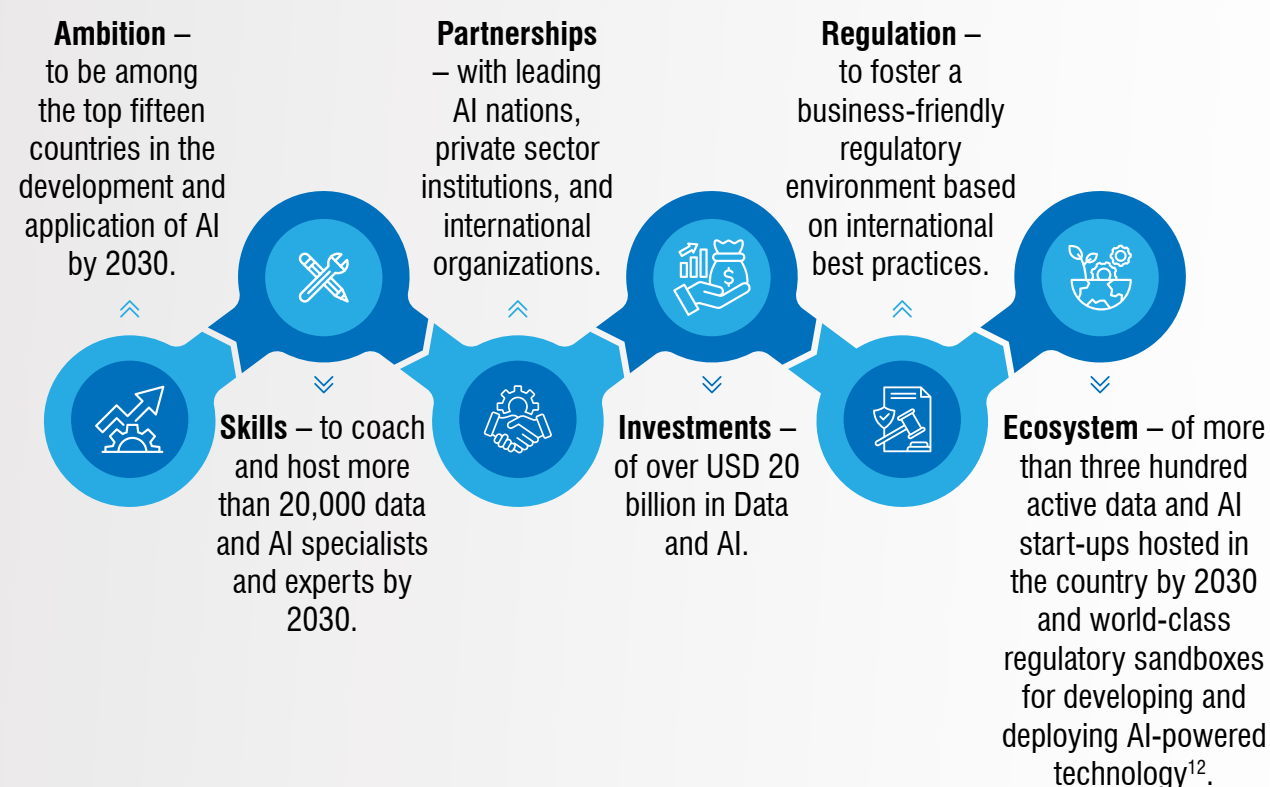 Ambition –
to be among
the top fifteen
countries in the
development and
application of AI
by 2030.
Skills – to coach
and host more
than 20,000 data
and AI specialists
and experts by
2030.
Partnerships
– with leading
AI nations,
private sector
institutions, and
international
organizations.
Investments –
of over USD 20
billion in Data
and AI.
Regulation –
to foster a
business-friendly
regulatory
environment based
on international
best practices.
Ecosystem – of more
than three hundred
active data and AI
start-ups hosted in
the country by 2030
and world-class
regulatory sandboxes
for developing and
deploying AI-powered
technology¹².
$